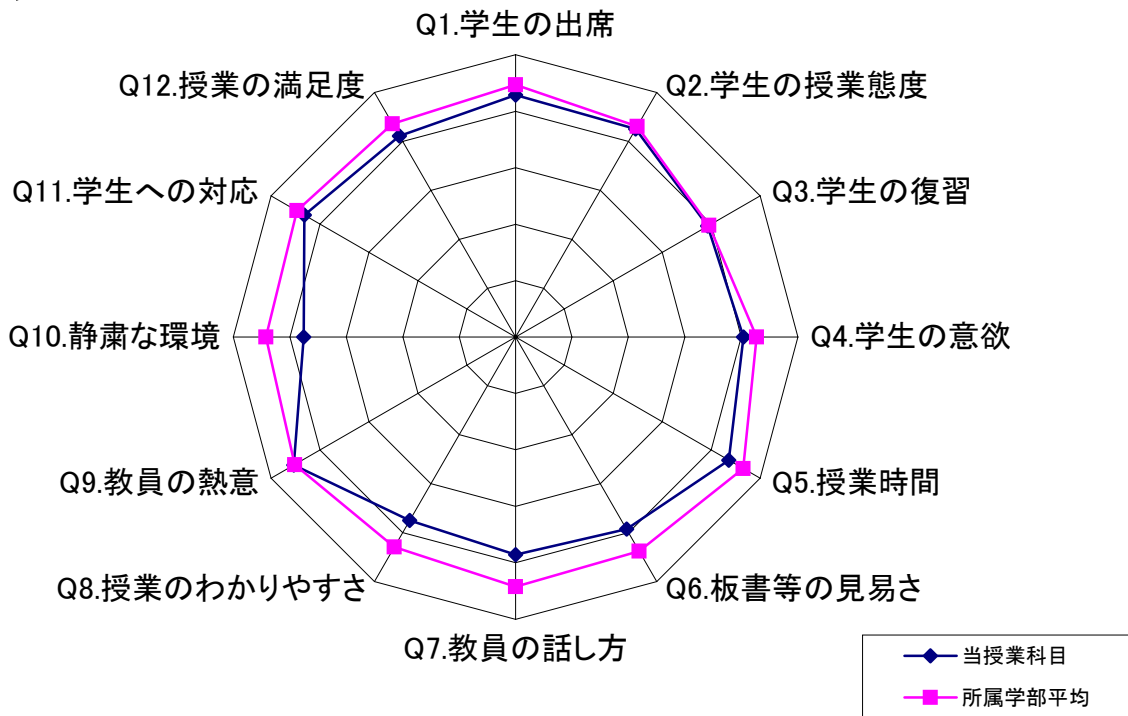 Q1.学生の出席
Q2.学生の授業態度
Q3.学生の復習
Q4.学生の意欲
Q5.授業時間
Q6.板書等の見易さ
Q7.教員の話し方
Q8.授業のわかりやすさ
Q9.教員の熱意
Q10.静粛な環境
Q11.学生への対応
Q12.授業の満足度
当授業科目
所属学部平均